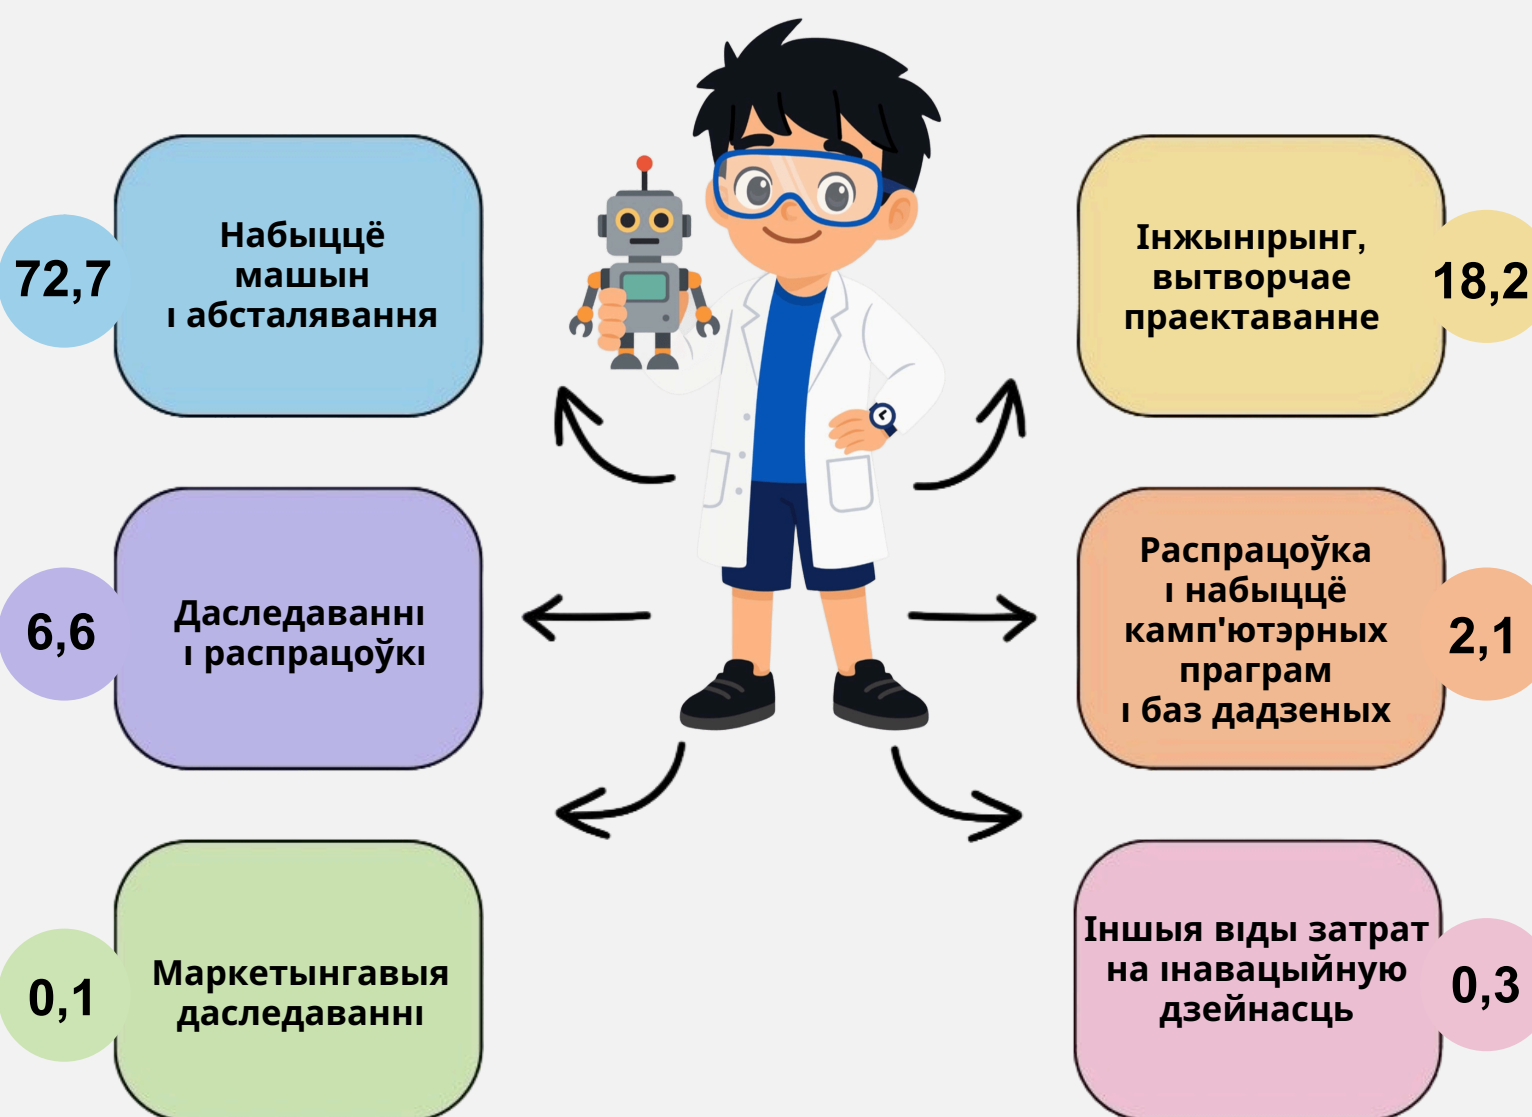 72,7
Набыццё
машын
і абсталявання
Інжынірынг,
вытворчае
праектаванне
18,2
6,6
Даследаванні
і распрацоўкі
Распрацоўка
і набыццё
камп'ютэрных
праграм
і баз дадзеных
2,1
0,1
Маркетынгавыя
даследаванні
Іншыя віды затрат
на інавацыйную
дзейнасць
0,3